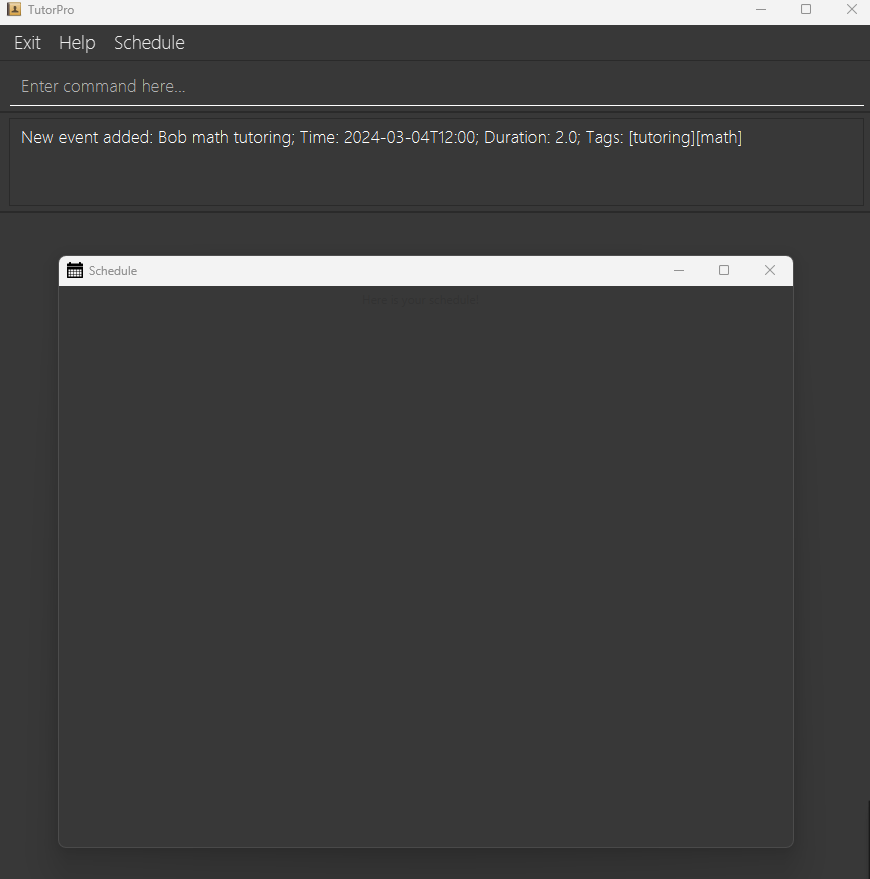 TutorPro
Exit Help Schedule
Enter command here...
New event added: Bob math tutoring; Time: 2024-03-04T12:00; Duration: 2.0; Tags: [tutoring][math]
Schedule
Here is your schedule!